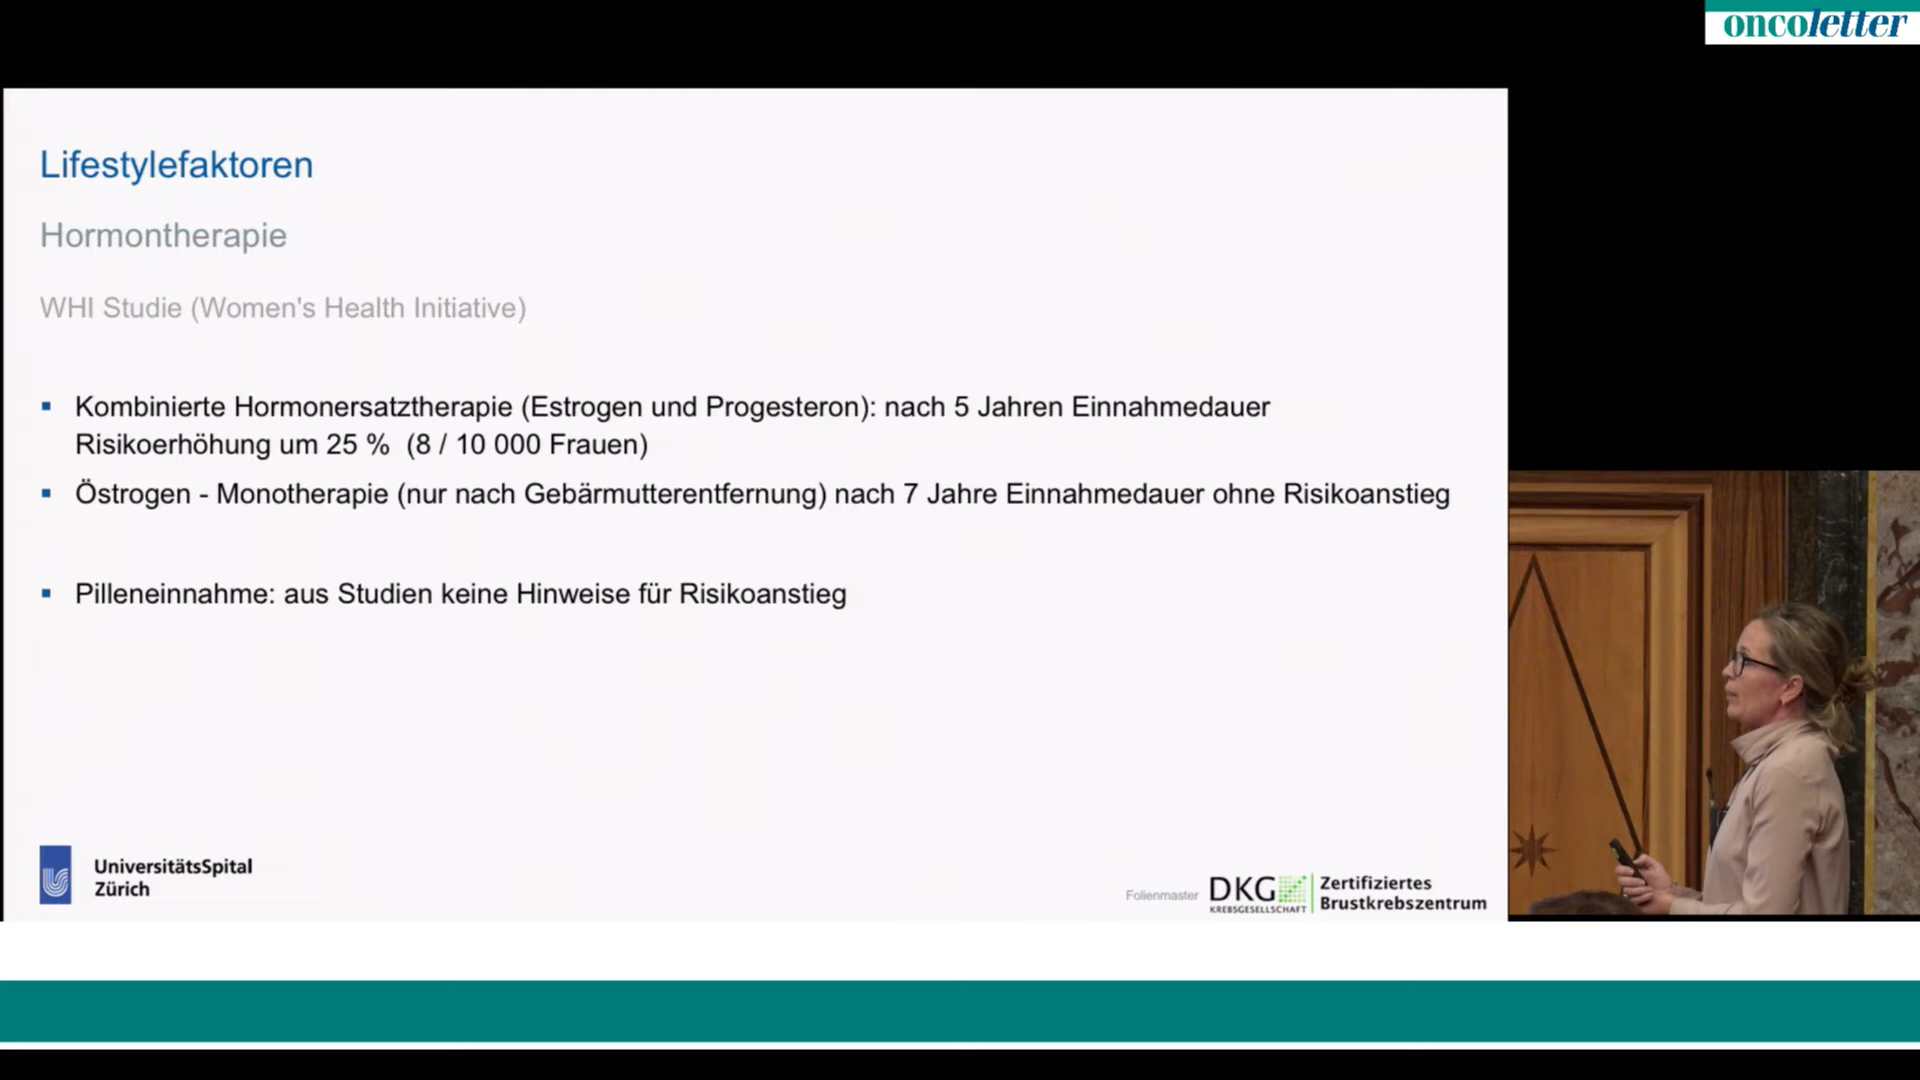 oncoletter
Lifestylefaktoren
Hormontherapie
WHI Studie (Women's Health Initiative)
▪ Kombinierte Hormonersatztherapie (Estrogen und Progesteron): nach 5 Jahren Einnahmedauer
Risikoerhöhung um 25 % (8 / 10 000 Frauen)
▪ Östrogen - Monotherapie (nur nach Gebärmutterentfernung) nach 7 Jahre Einnahmedauer ohne Risikoanstieg
▪ Pilleneinnahme: aus Studien keine Hinweise für Risikoanstieg
UniversitätsSpital
Zürich
Folienmaster
DKG
KREBSGESELLSCHAFT
Zertifiziertes
Brustkrebszentrum